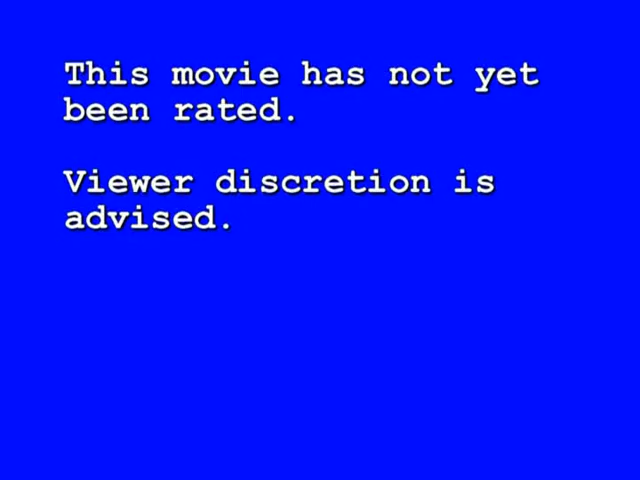 This movie has not yet
been rated.
Viewer discretion is
advised.